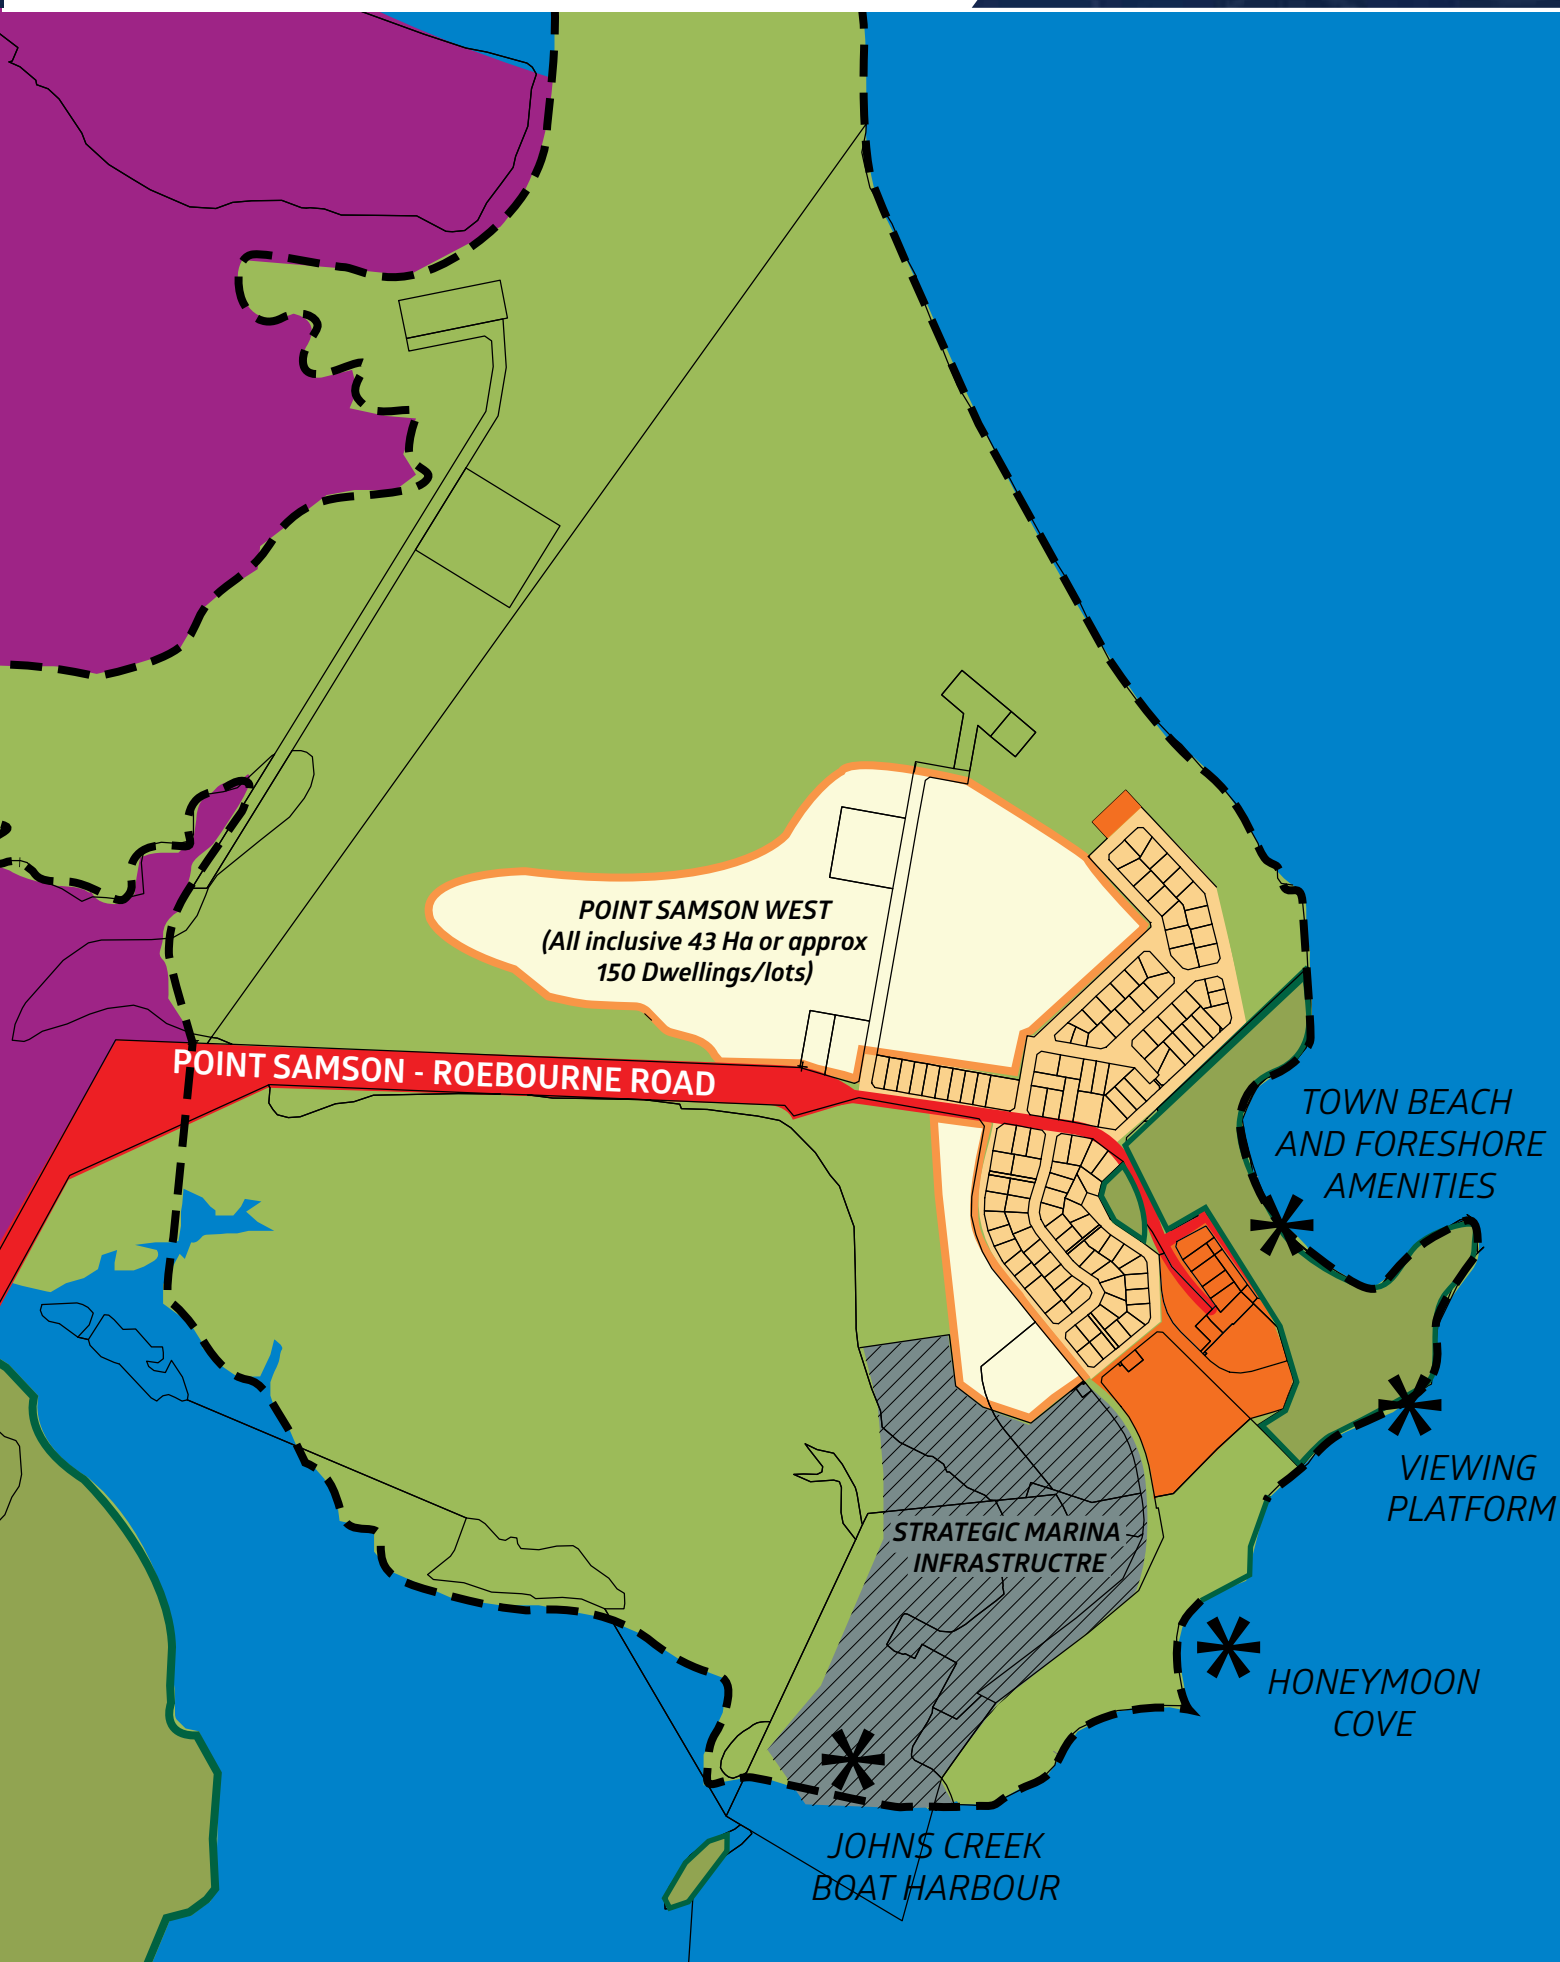 POINT SAMSON WEST
(All inclusive 43 Ha or approx
150 Dwellings/lots)
POINT SAMSON - ROEBOURNE ROAD
TOWN BEACH
AND FORESHORE
AMENITIES
VIEWING
PLATFORM
STRATEGIC MARINA
INFRASTRUCTRE
HONEYMOON
COVE
JOHNS CREEK
BOAT HARBOUR